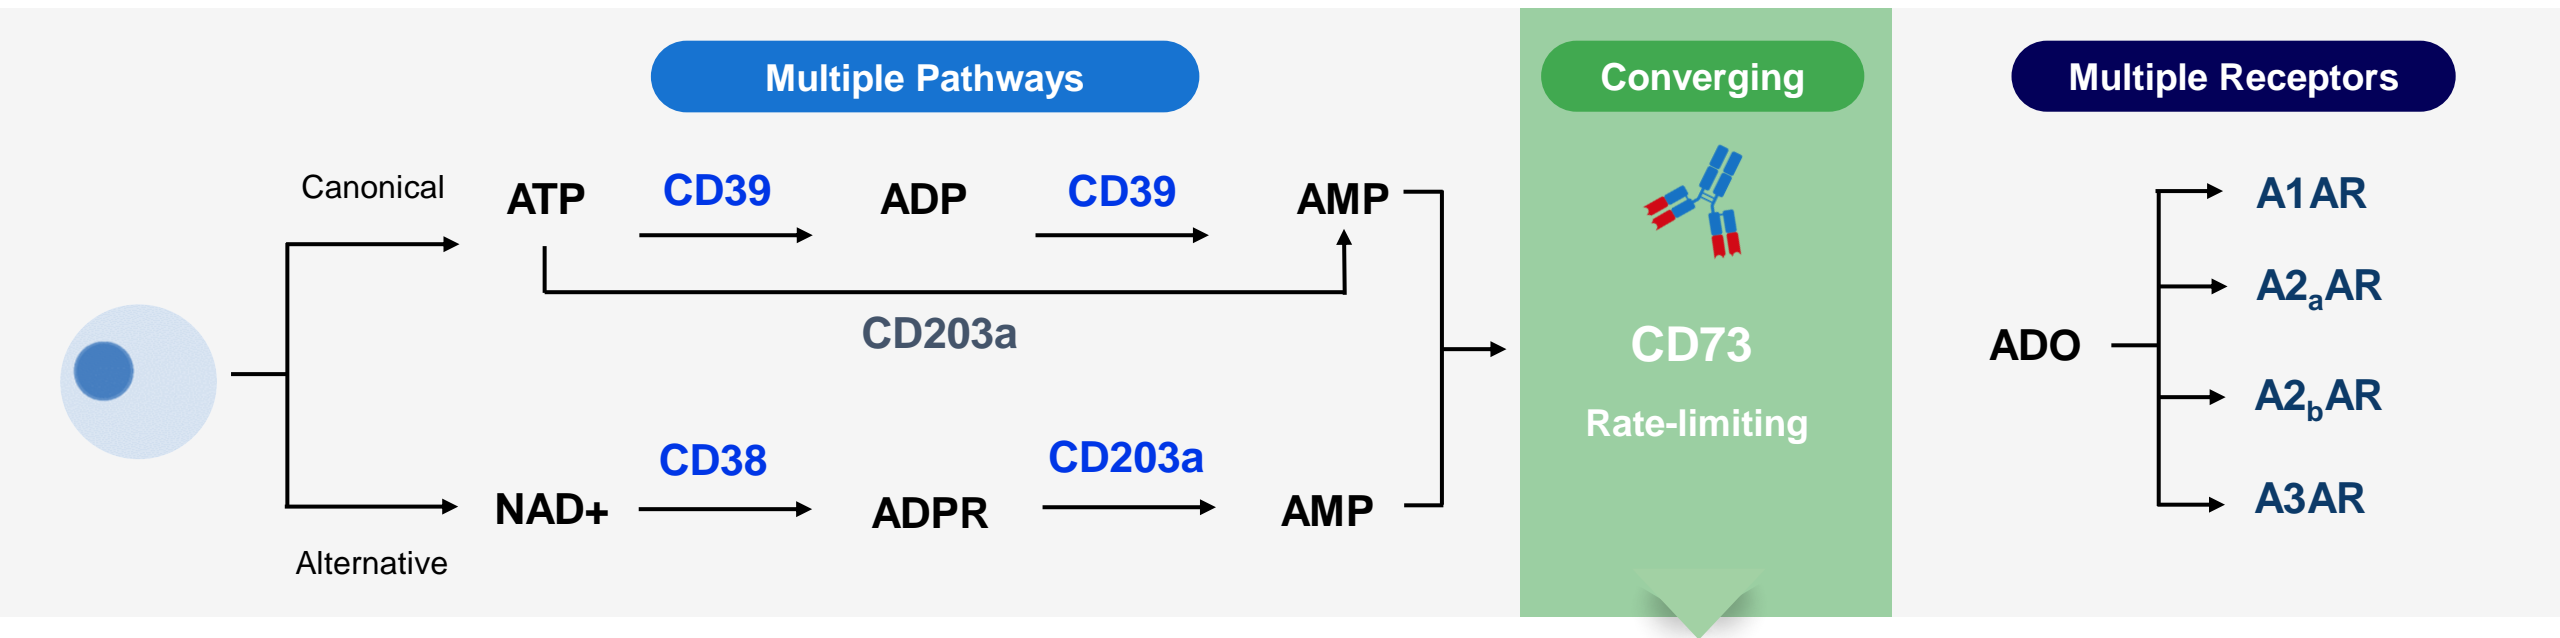 Multiple Pathways
Converging
Multiple Receptors
Canonical
ATP
CD39
ADP
CD39
AMP
CD203a
Alternative
NAD+
CD38
ADPR
CD203a
AMP
CD73
Rate-limiting
ADO
A1AR
A2aAR
A2bAR
A3AR